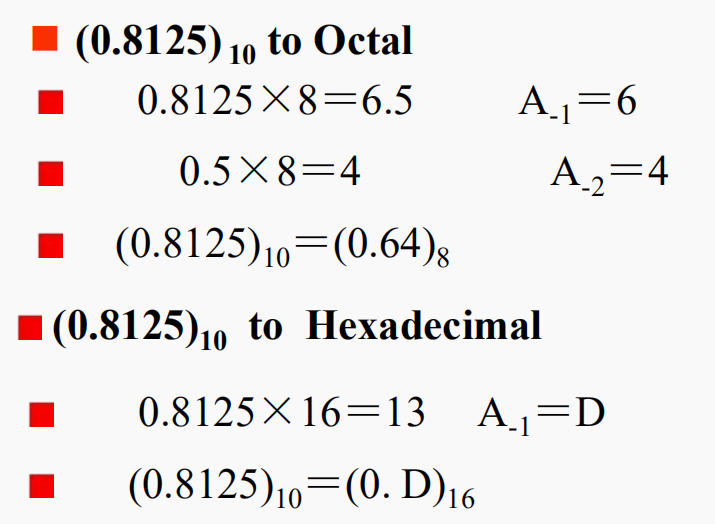 (0.8125)₁₀ to Octal
0.8125×8=6.5 A₋₁=6
0.5×8=4 A₋₂=4
(0.8125)₁₀=(0.64)₈
(0.8125)₁₀ to Hexadecimal
0.8125×16=13 A₋₁=D
(0.8125)₁₀=(0. D)₁₆